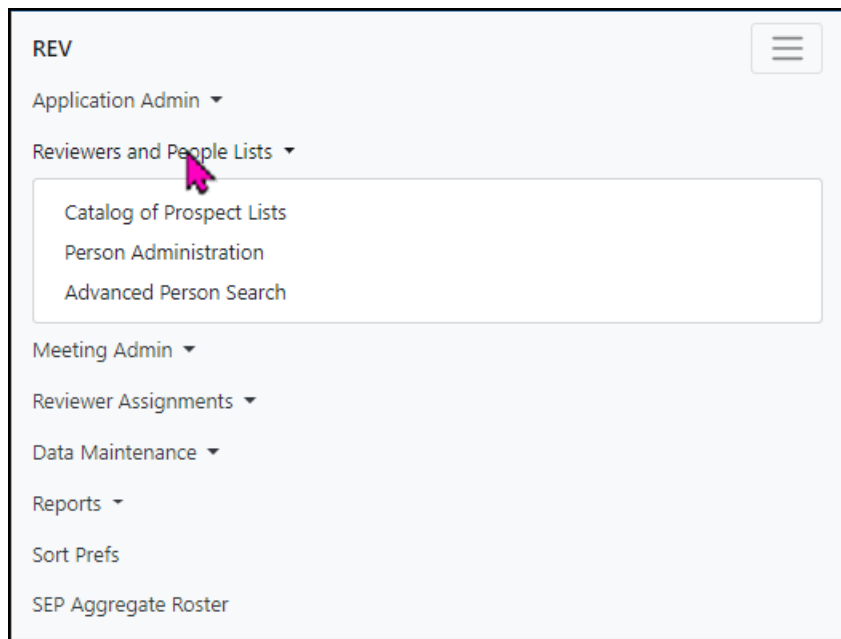 REV
Application Admin
Reviewers and People Lists
Catalog of Prospect Lists
Person Administration
Advanced Person Search
Meeting Admin
Reviewer Assignments
Data Maintenance
Reports
Sort Prefs
SEP Aggregate Roster